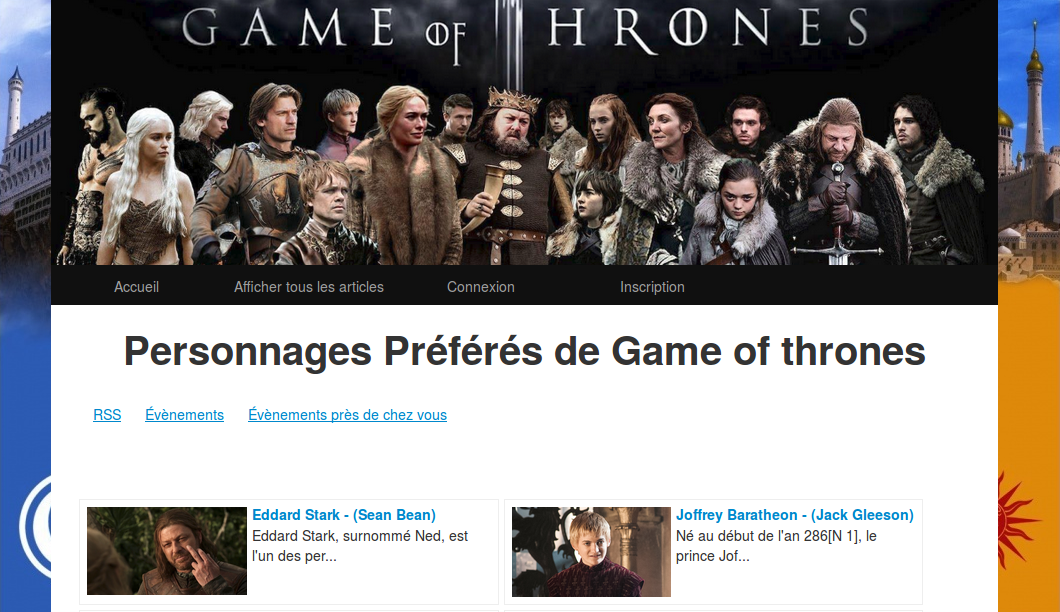 GAME OF THRONES
Accueil Afficher tous les articles Connexion Inscription
Personnages Préférés de Game of thrones
RSS Évènements Évènements près de chez vous
Eddard Stark - (Sean Bean)
Eddard Stark, surnommé Ned, est
l'un des per...
Joffrey Baratheon - (Jack Gleeson)
Né au début de l'an 286[N 1], le
prince Jof...